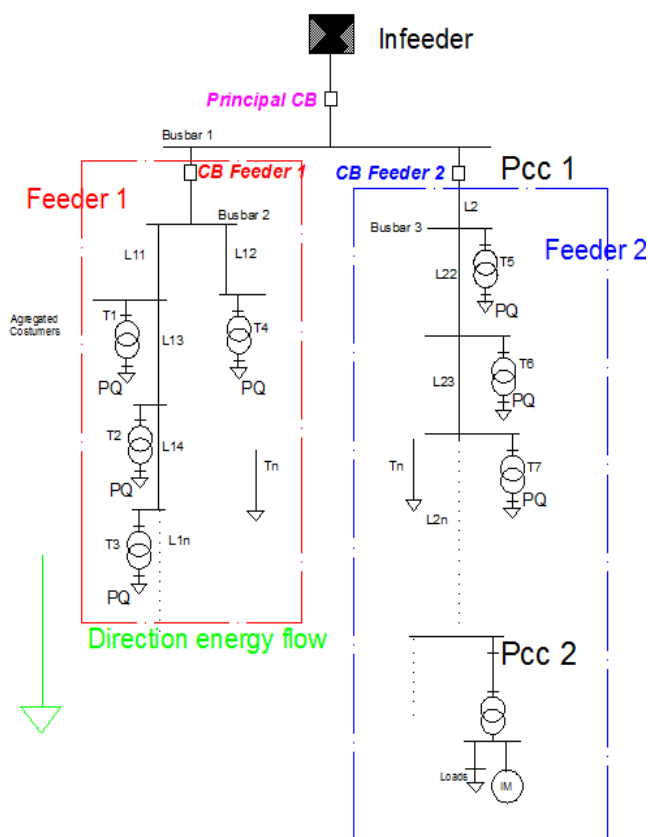 Infeeder
Principal CB
Busbar 1
CB Feeder 1
CB Feeder 2
Pcc 1
Feeder 1
Busbar 2
L2
Busbar 3
Feeder 2
L11
L12
T5
L22
PQ
Agregated
Costumers
T1
T4
L13
PQ
PQ
T6
L23
PQ
T2
L14
PQ
Tn
Tn
T7
PQ
T3
L1n
L2n
PQ
Direction energy flow
Pcc 2
Loads
IM